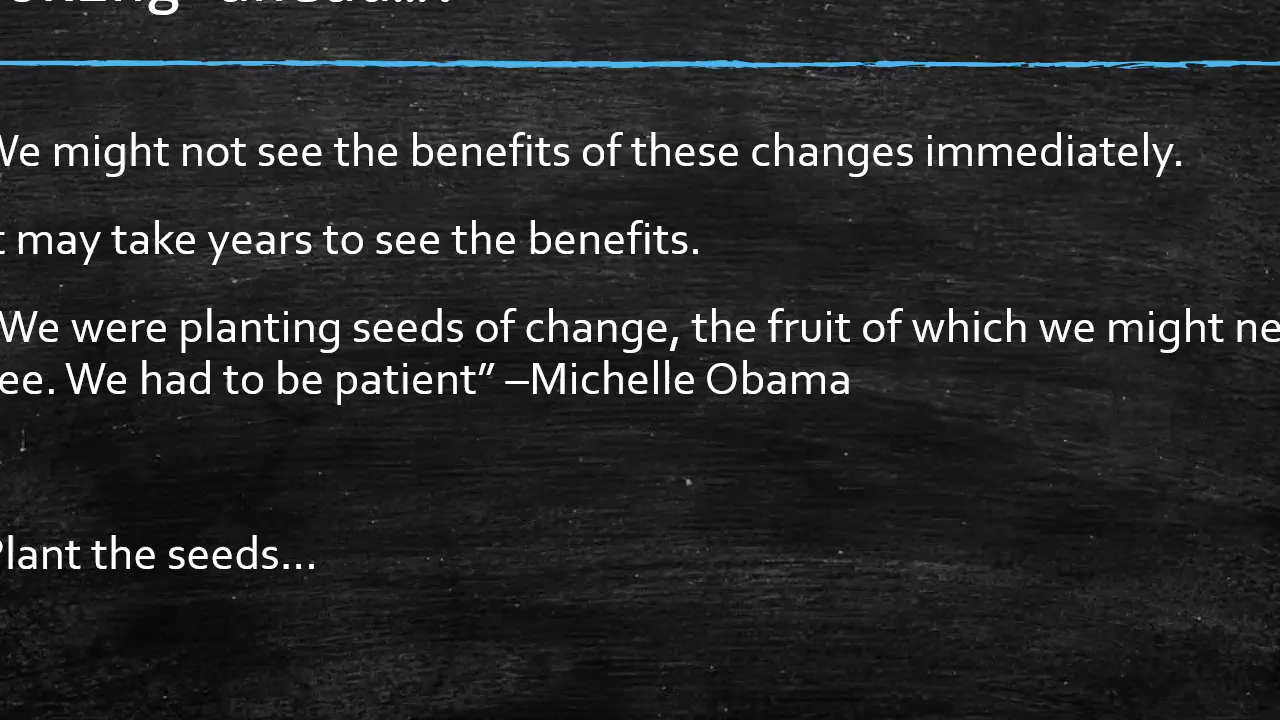 We might not see the benefits of these changes immediately.
may take years to see the benefits.
We were planting seeds of change, the fruit of which we might
We had to be patient” –Michelle Obama
Plant the seeds...